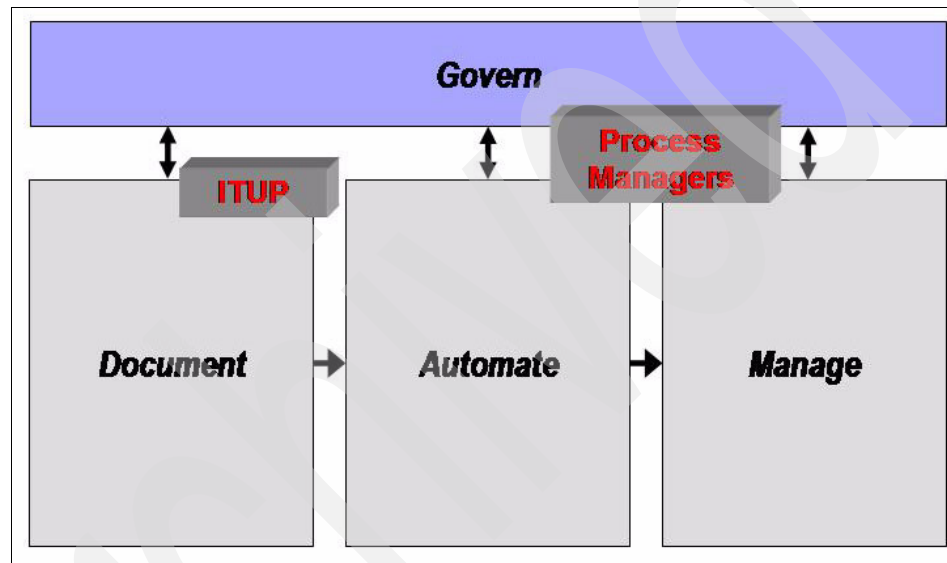 Govern
Process
Managers
ITUP
Document
Automate
Manage